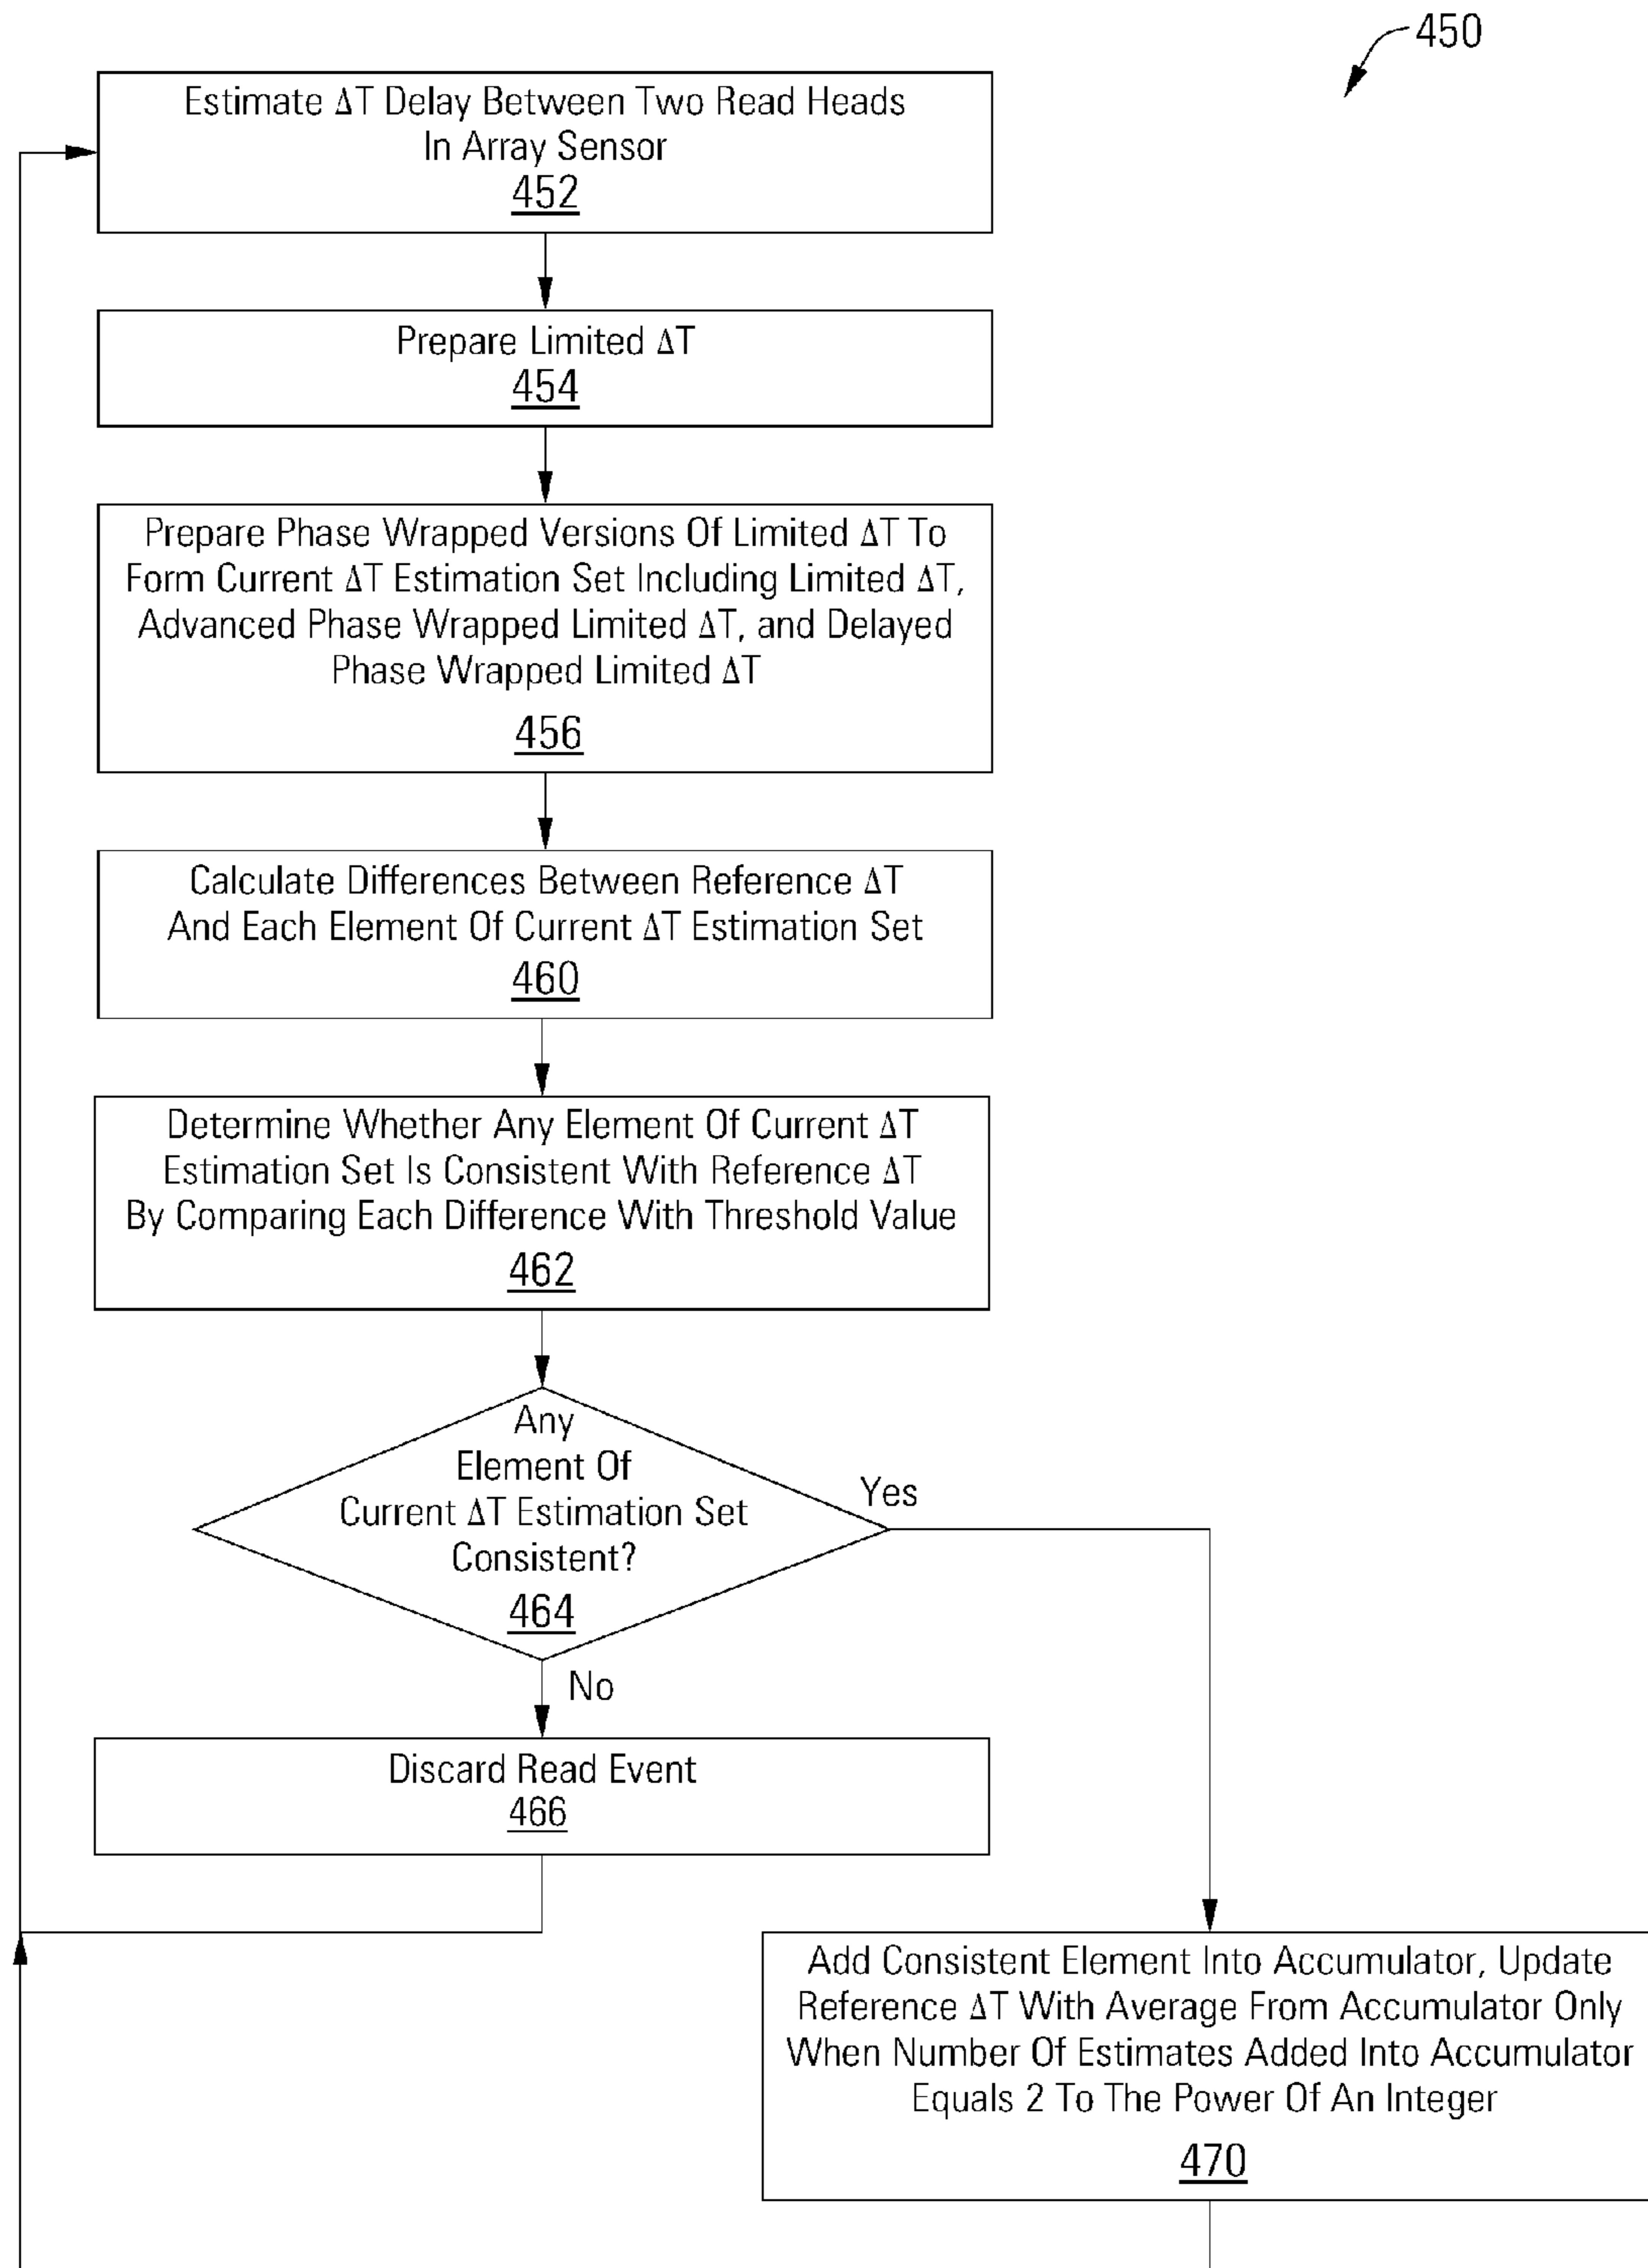 450
Estimate ΔT Delay Between Two Read Heads
In Array Sensor
452
Prepare Limited ΔT
454
Prepare Phase Wrapped Versions Of Limited ΔT To
Form Current ΔT Estimation Set Including Limited ΔT,
Advanced Phase Wrapped Limited ΔT, and Delayed
Phase Wrapped Limited ΔT
456
Calculate Differences Between Reference ΔT
And Each Element Of Current ΔT Estimation Set
460
Determine Whether Any Element Of Current ΔT
Estimation Set Is Consistent With Reference ΔT
By Comparing Each Difference With Threshold Value
462
Any
Element Of
Current ΔT Estimation Set
Consistent?
464
Yes
No
Discard Read Event
466
Add Consistent Element Into Accumulator, Update
Reference ΔT With Average From Accumulator Only
When Number Of Estimates Added Into Accumulator
Equals 2 To The Power Of An Integer
470